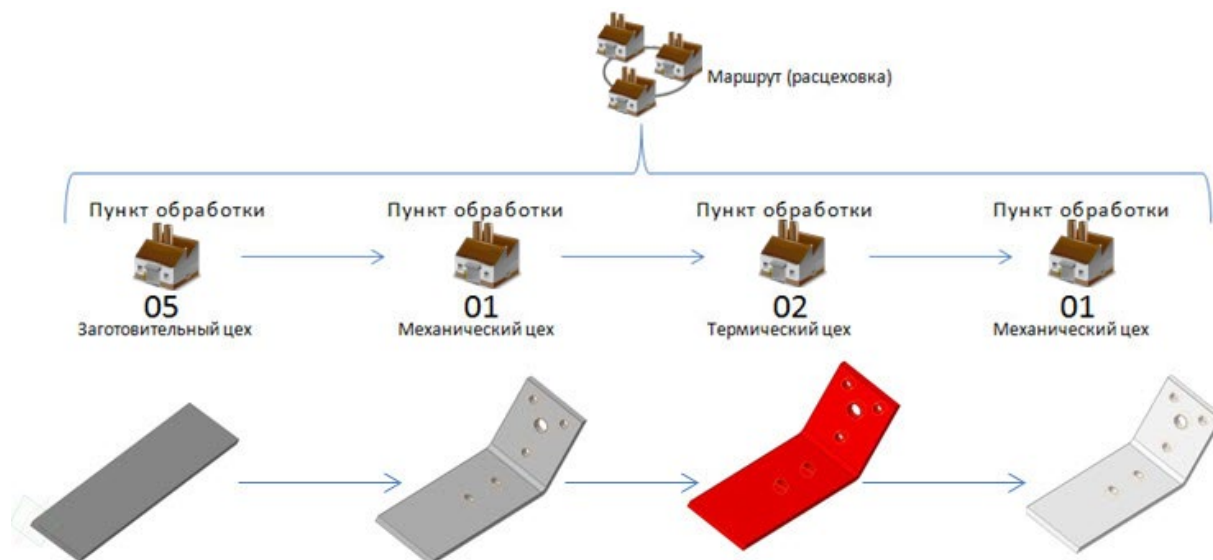 Маршрут (расцеховка)
Пункт обработки
Пункт обработки
Пункт обработки
Пункт обработки
05
01
02
01
Заготовительный цех
Механический цех
Термический цех
Механический цех